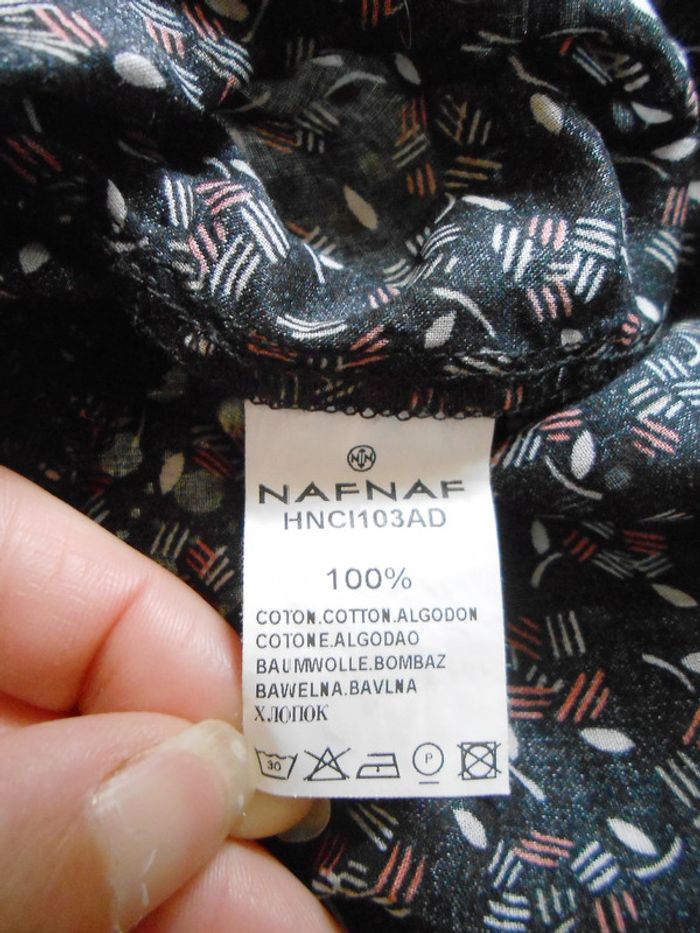 NAFNAF
HNCI103AD
100%
COTON.COTTON.ALGODON
COTONE.ALGODAO
BAUMWOLLE.BOMBAZ
BAWELNA.BAVLNA
ХЛОПОК
30 P